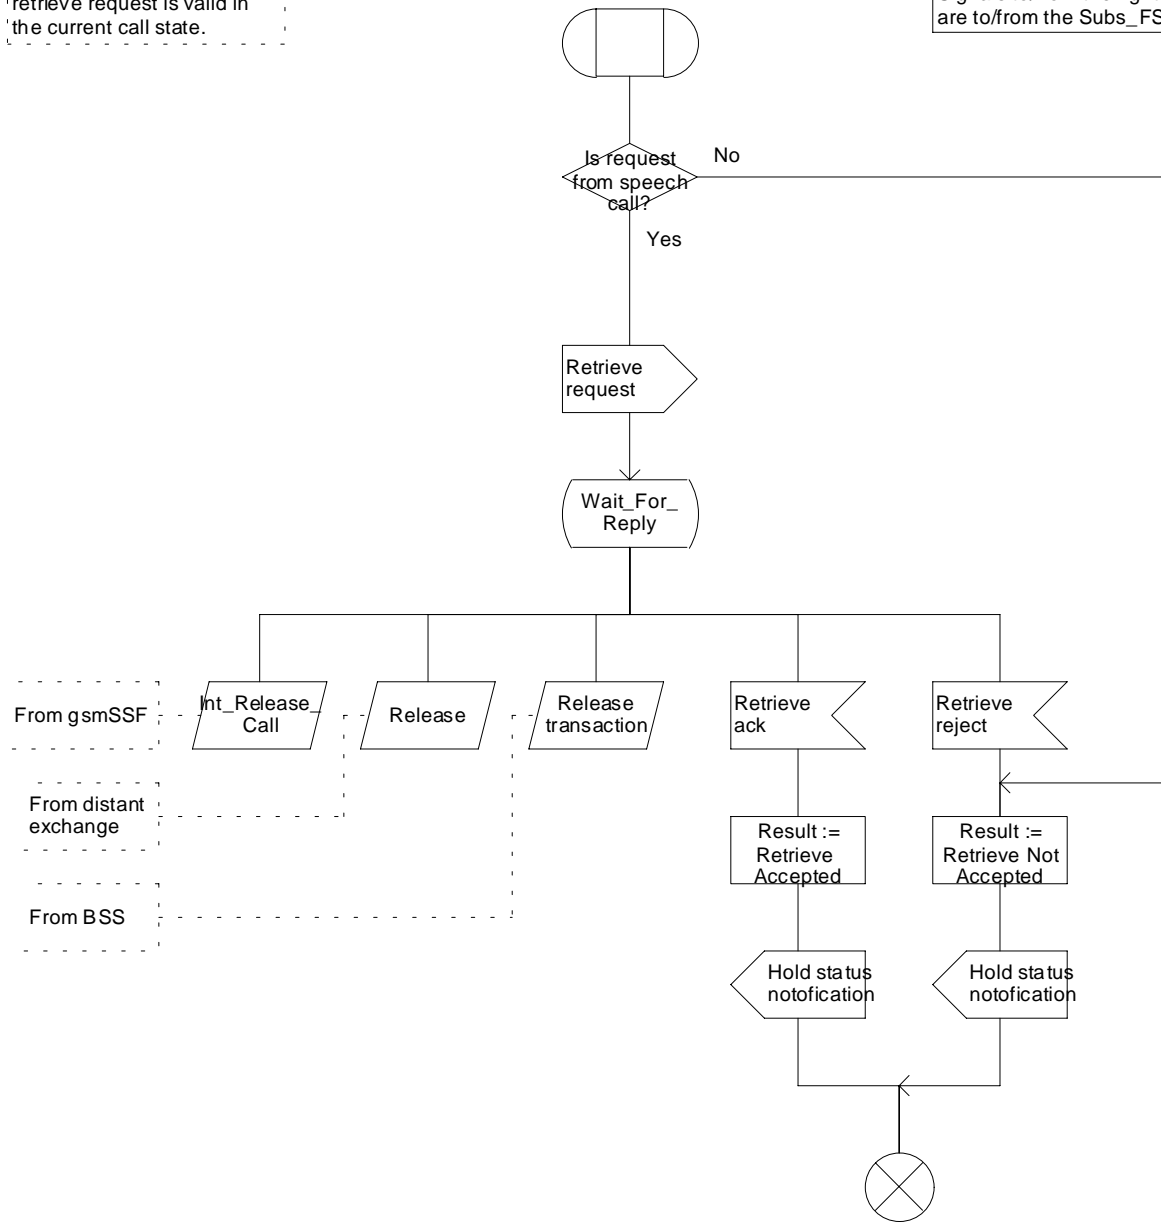 retrieve request is valid in
the current call state.
are to/from the Subs_FS
Is request
from speech
call?
No
Yes
Retrieve
request
Wait_For_
Reply
From gsmSSF
Int_Release_
Call
Release
Release
transaction
Retrieve
ack
Retrieve
reject
From distant
exchange
Result :=
Retrieve
Accepted
Result :=
Retrieve Not
Accepted
From BSS
Hold status
notofication
Hold status
notofication